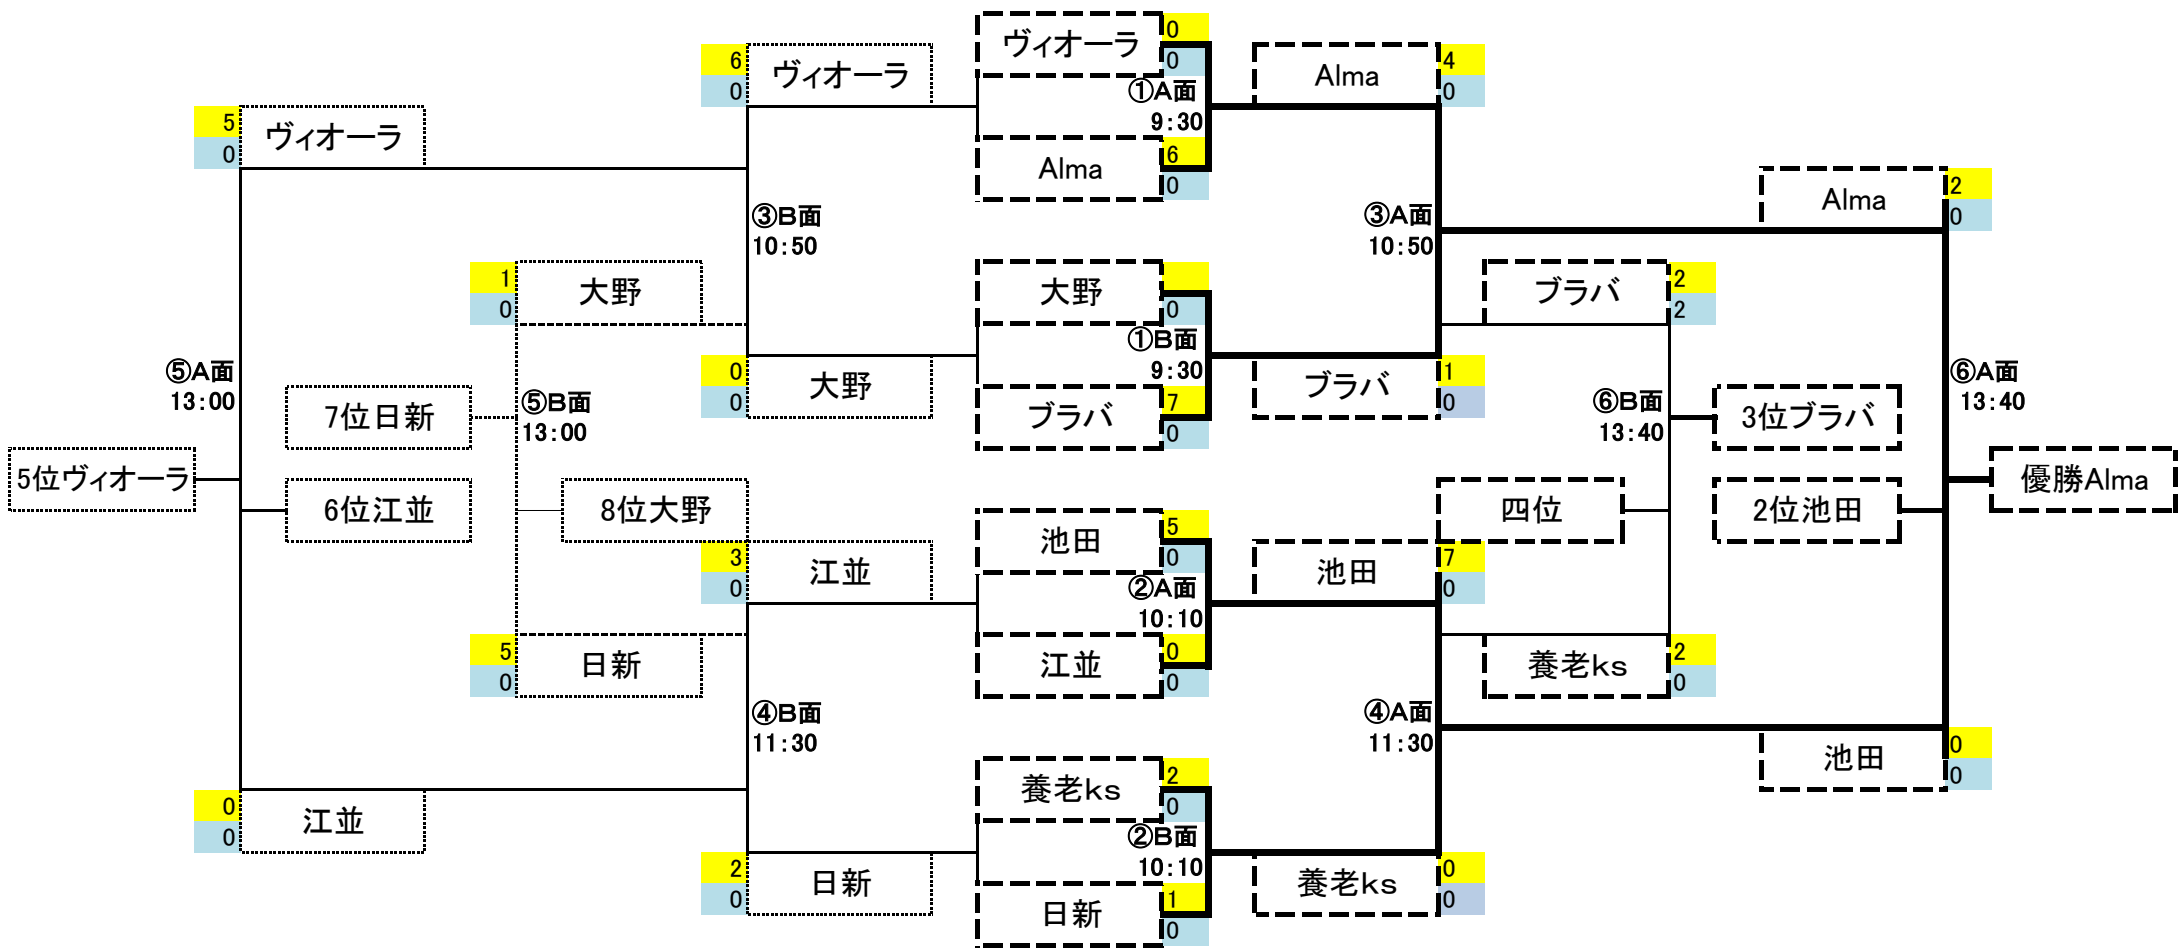 ヴィオーラ
0
0
①A面
9:30
Alma
6
0
大野
0
①B面
9:30
ブラバ
7
0
池田
5
0
②A面
10:10
江並
0
0
養老ks
2
0
②B面
10:10
日新
1
0
6
0
ヴィオーラ
③B面
10:50
0
0
大野
3
0
江並
④B面
11:30
2
0
日新
5
0
ヴィオーラ
⑤A面
13:00
5位ヴィオーラ
6位江並
0
0
江並
1
0
大野
7位日新
⑤B面
13:00
8位大野
5
0
日新
Alma
4
0
③A面
10:50
ブラバ
1
0
池田
7
0
④A面
11:30
養老ks
0
0
ブラバ
2
2
⑥B面
13:40
3位ブラバ
四位
養老ks
2
0
Alma
2
0
⑥A面
13:40
優勝Alma
2位池田
池田
0
0